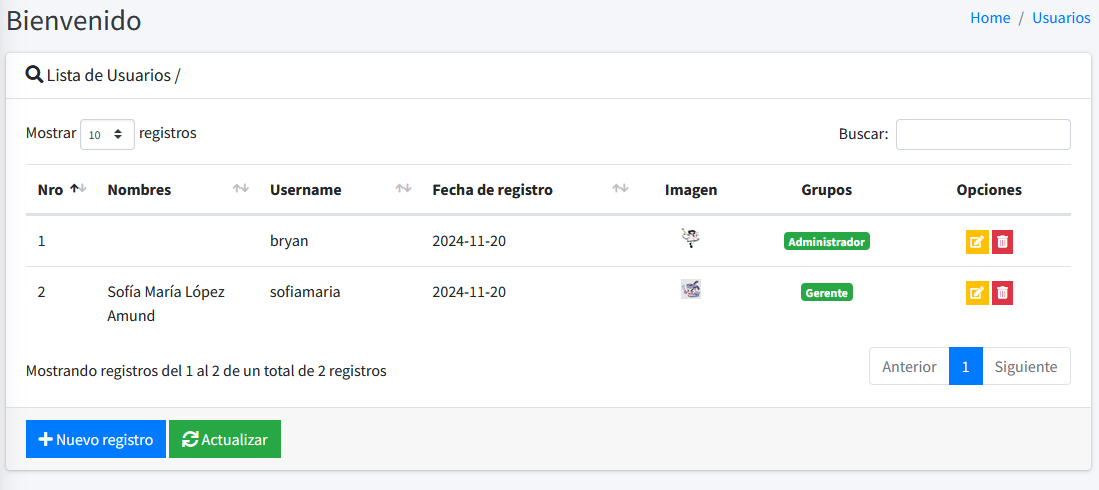 Bienvenido
Home / Usuarios
Lista de Usuarios /
Mostrar 10 registros
Buscar:
Nro Nombres Username Fecha de registro Imagen Grupos Opciones
1 bryan 2024-11-20 Administrador
2 Sofía María López sofiamaria 2024-11-20 Gerente
Amund
Mostrando registros del 1 al 2 de un total de 2 registros
Anterior 1 Siguiente
Nuevo registro Actualizar